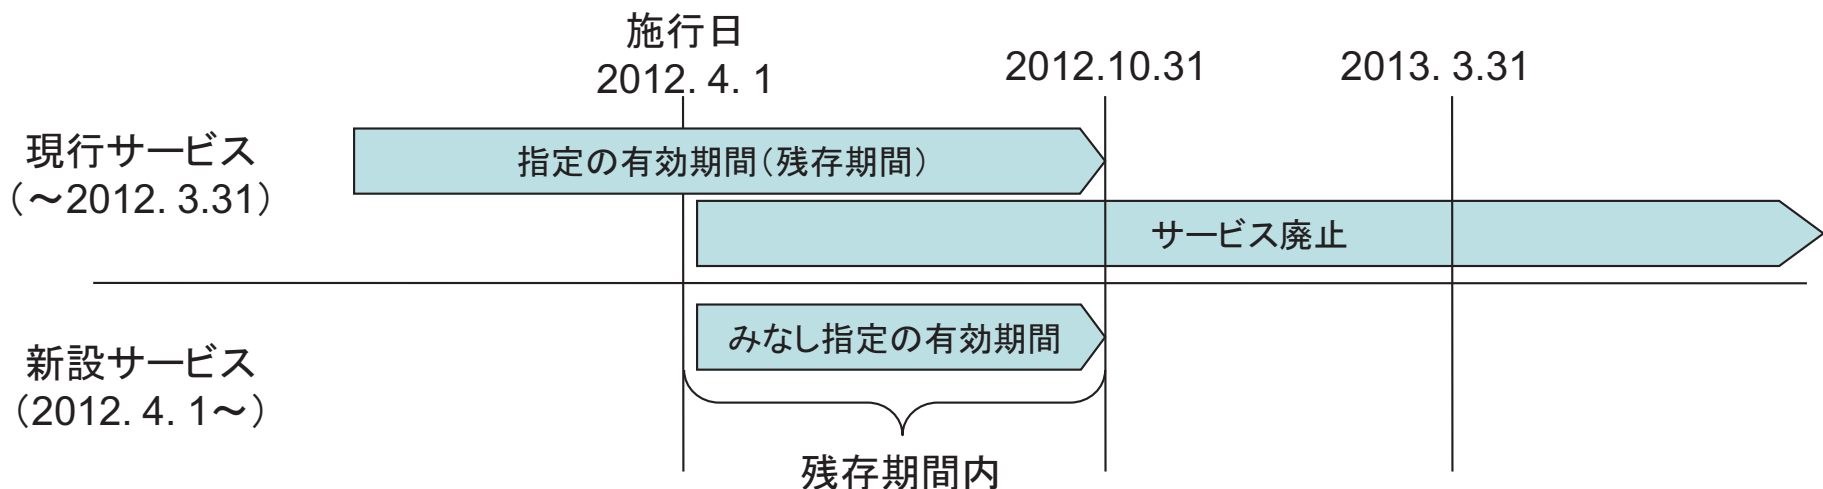 施行日
2012. 4. 1
2012.10.31
2013. 3.31
現行サービス
（～2012. 3.31）
指定の有効期間（残存期間）
サービス廃止
新設サービス
（2012. 4. 1～）
みなし指定の有効期間
残存期間内